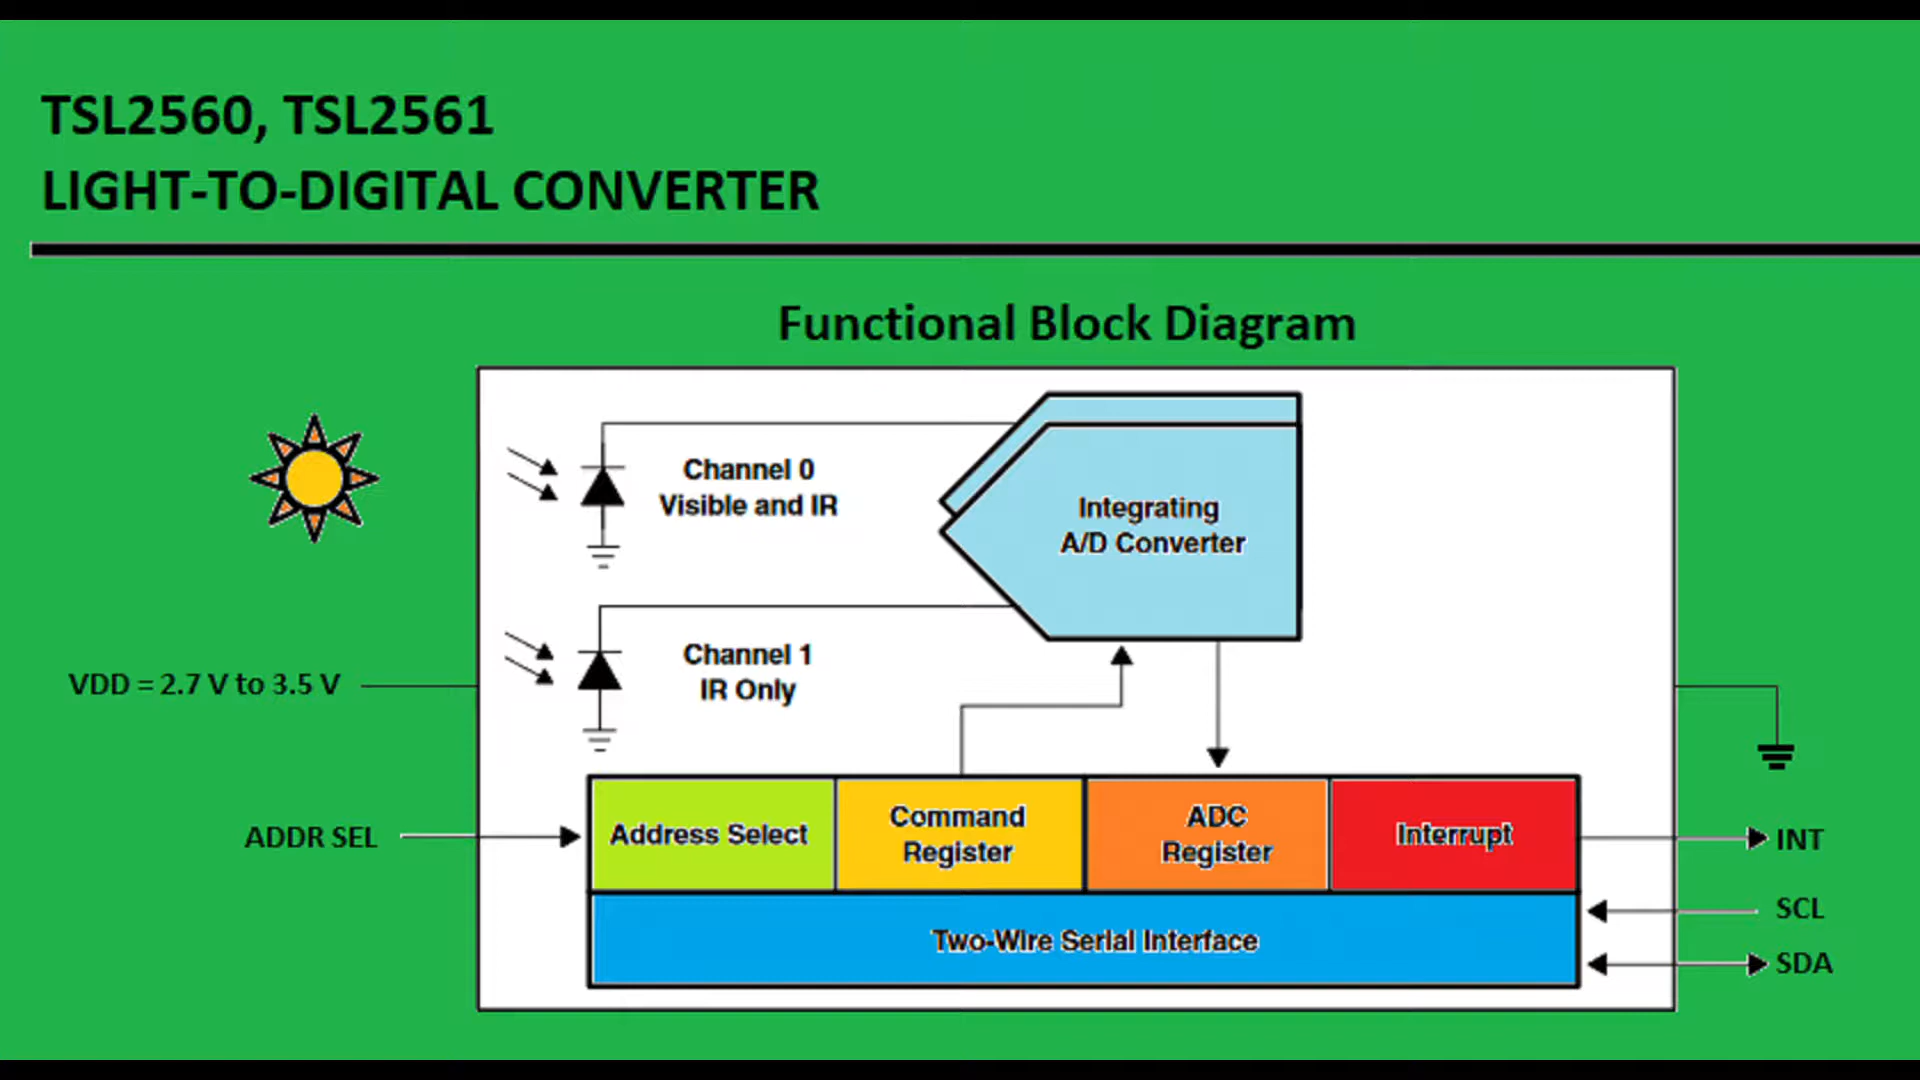 TSL2560, TSL2561
LIGHT-TO-DIGITAL CONVERTER
Functional Block Diagram
Channel 0
Visible and IR
Integrating
A/D Converter
Channel 1
IR Only
VDD = 2.7 V to 3.5 V
ADDR SEL
Address Select
Command
Register
ADC
Register
Interrupt
INT
SCL
Two-Wire Serial Interface
SDA